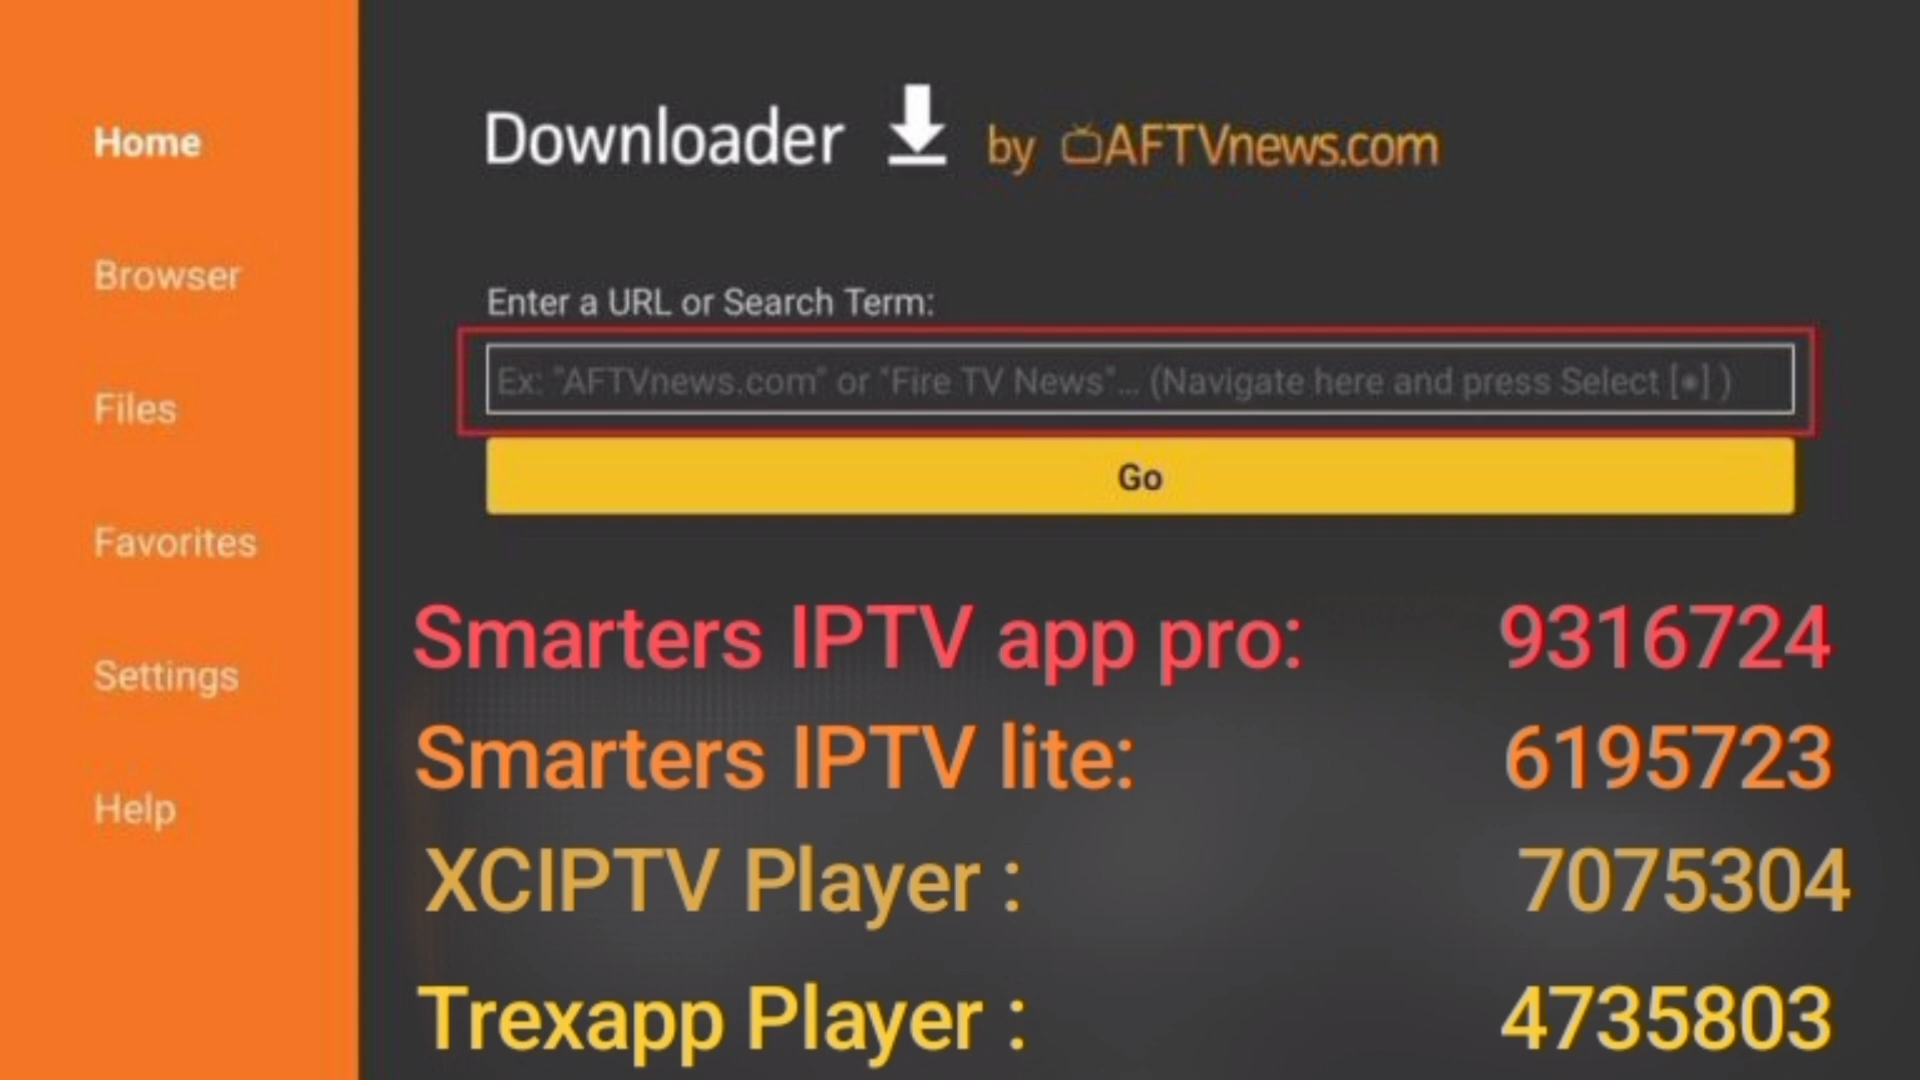 Home
Browser
Files
Favorites
Settings
Help
Downloader by AFTVnews.com
Enter a URL or Search Term:
Ex: "AFTVnews.com" or "Fire TV News"... (Navigate here and press Select [•] )
Go
Smarters IPTV app pro: 9316724
Smarters IPTV lite: 6195723
XCIPTV Player : 7075304
Trexapp Player : 4735803